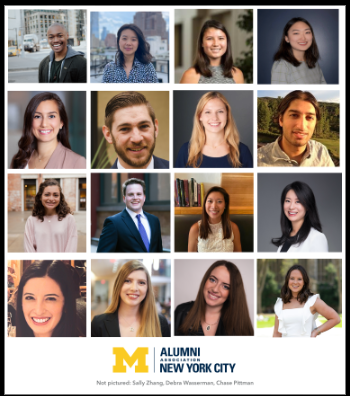 M
ALUMNI
ASSOCIATION
NEW YORK CITY
Not pictured: Sally Zhang, Debra Wasserman, Chase Pittman